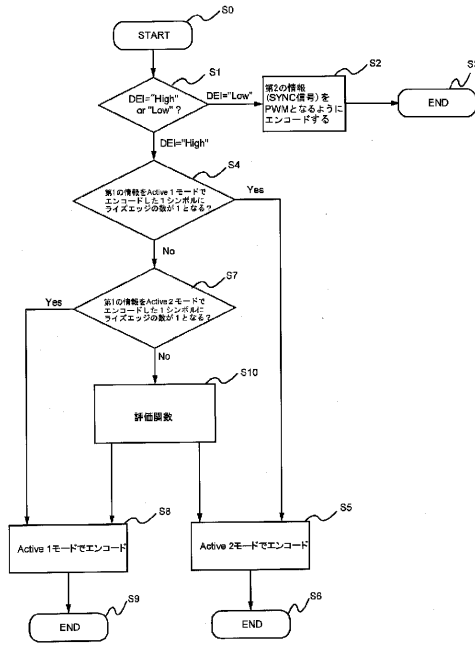 S0
START
S1
DEI="High"
or "Low" ?
DEI="Low"
S2
第2の情報
(SYNC信号)を
PWMとなるように
エンコードする
END
DEI="High"
S4
第1の情報をActive 1モードで
エンコードした1シンボルに
ライズエッジの数が1となる?
Yes
No
S7
第1の情報をActive 2モードで
エンコードした1シンボルに
ライズエッジの数が1となる?
Yes
No
S10
評価関数
S8
Active 1モードでエンコード
S5
Active 2モードでエンコード
S9
END
S6
END